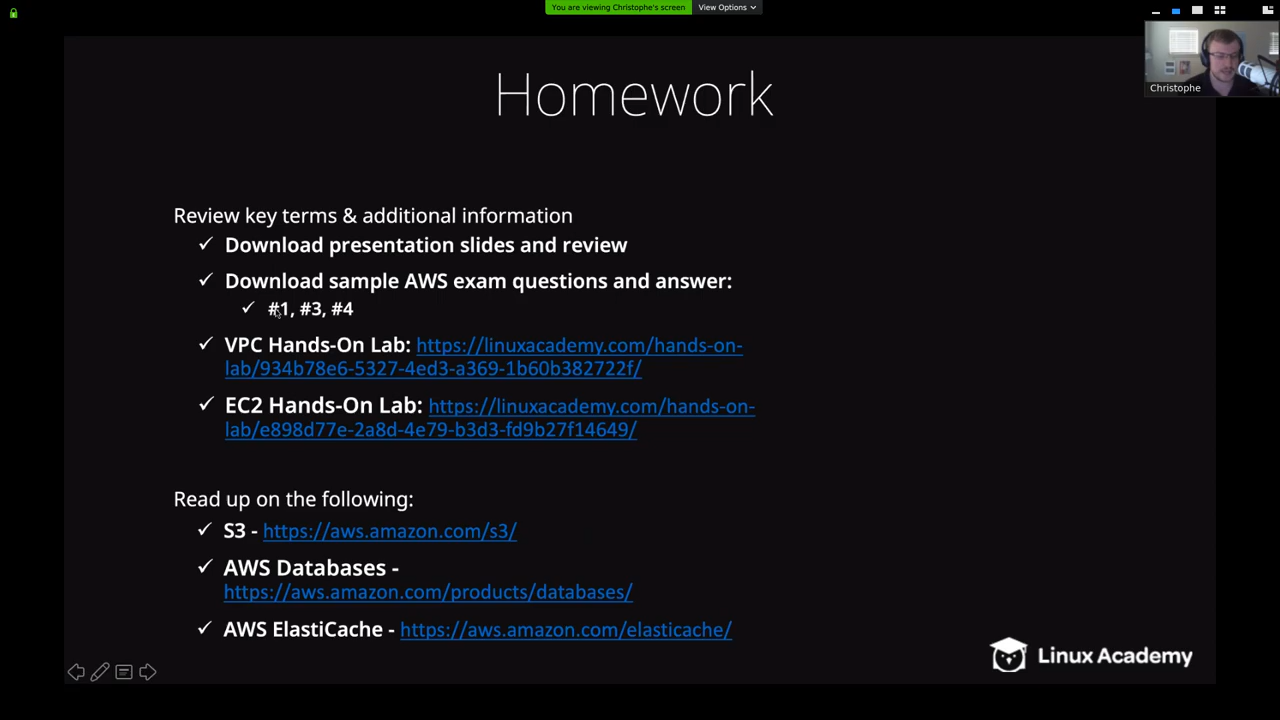 You are viewing Christophe's screen
View Options
Christophe
Homework
Review key terms & additional information
Download presentation slides and review
Download sample AWS exam questions and answer:
#1, #3, #4
VPC Hands-On Lab: https://linuxacademy.com/hands-on-
lab/934b78e6-5327-4ed3-a369-1b60b382722f/
EC2 Hands-On Lab: https://linuxacademy.com/hands-on-
lab/e898d77e-2a8d-4e79-b3d3-fd9b27f14649/
Read up on the following:
S3 - https://aws.amazon.com/s3/
AWS Databases -
https://aws.amazon.com/products/databases/
AWS ElastiCache - https://aws.amazon.com/elasticache/
Linux Academy